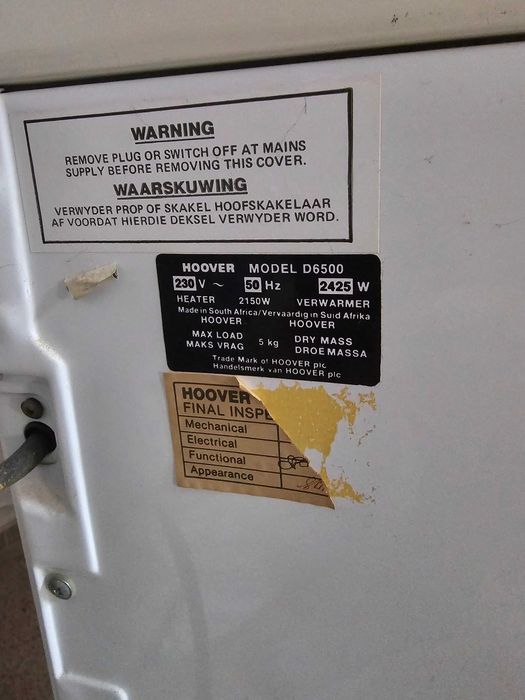 WARNING
REMOVE PLUG OR SWITCH OFF AT MAINS
SUPPLY BEFORE REMOVING THIS COVER.
WAARSKUWING
VERWYDER PROP OF SKAKEL HOOFSKAKELAAR
AF VOORDAT HIERDIE DEKSEL VERWYDER WORD.
HOOVER MODEL D6500
230 V ~ 50 Hz 2425 W
HEATER 2150W VERWARMER
Made in South Africa/Vervaardig in Suid Afrika
HOOVER HOOVER
MAX LOAD
MAKS VRAG 5 kg DRY MASS
DROE MASSA
Trade Mark of HOOVER plc
Handelsmerk van HOOVER plc
HOOVER
FINAL INSPE
Mechanical
Electrical
Functional
Appearance